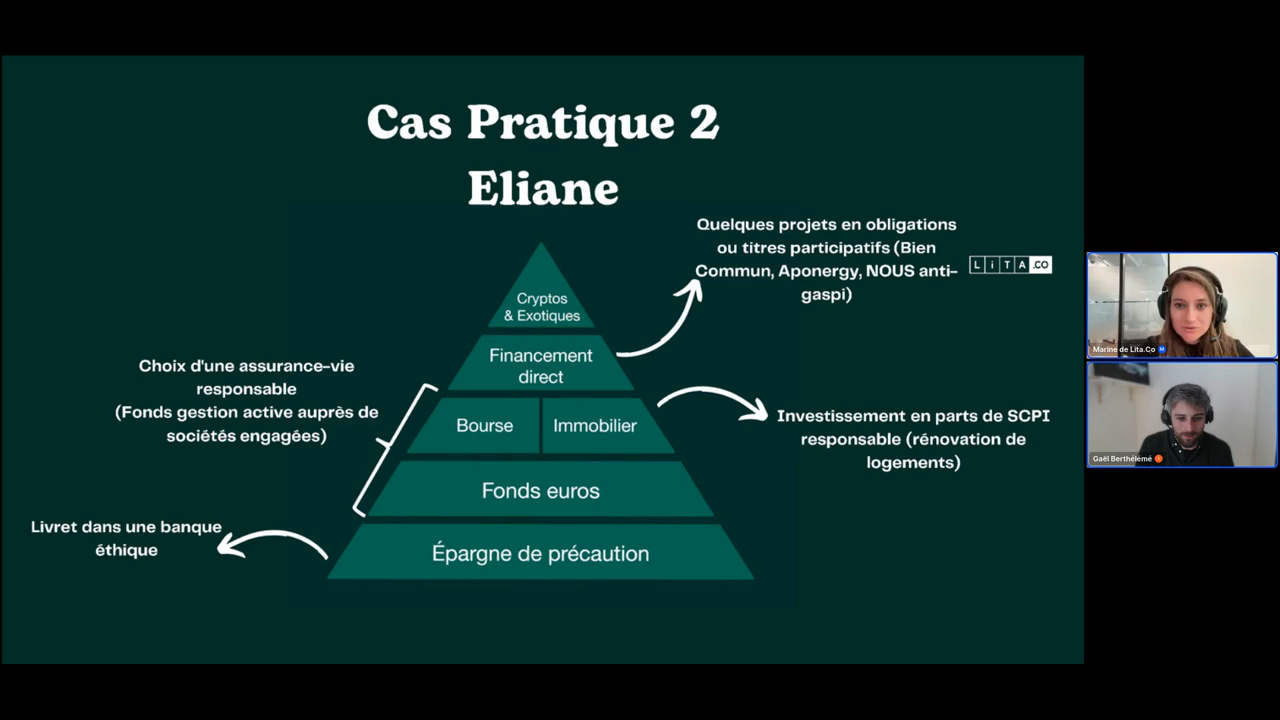 Cas Pratique 2
Eliane
Quelques projets en obligations
ou titres participatifs (Bien
Commun, Aponergy, NOUS anti-
gaspi)
LiTA.CO
Cryptos
& Exotiques
Financement
direct
Choix d'une assurance-vie
responsable
(Fonds gestion active auprès de
sociétés engagées)
Bourse
Immobilier
Investissement en parts de SCPI
responsable (rénovation de
logements)
Fonds euros
Livret dans une banque
éthique
Épargne de précaution
Marine de Lita.Co
Gaël Berthélémé